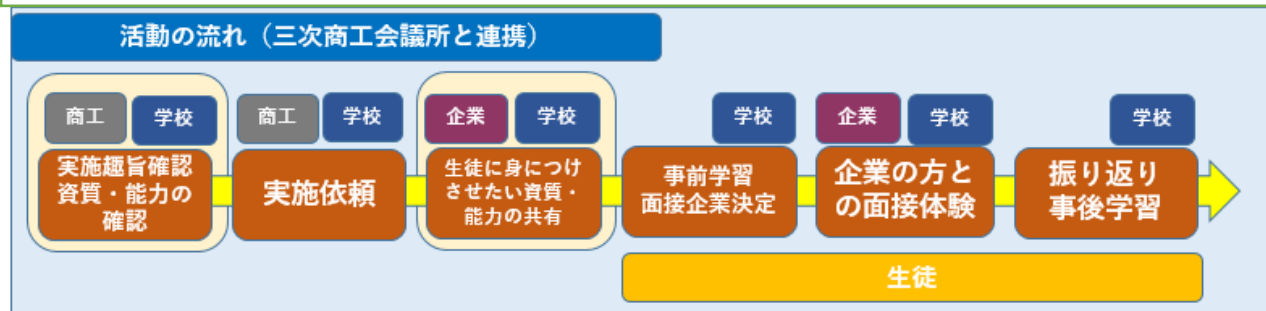 活動の流れ（三次商工会議所と連携）
商工
学校
実施趣旨確認
資質・能力の
確認
商工
学校
実施依頼
企業
学校
生徒に身につけ
させたい資質・
能力の共有
学校
事前学習
面接企業決定
企業
学校
企業の方と
の面接体験
学校
振り返り
事後学習
生徒